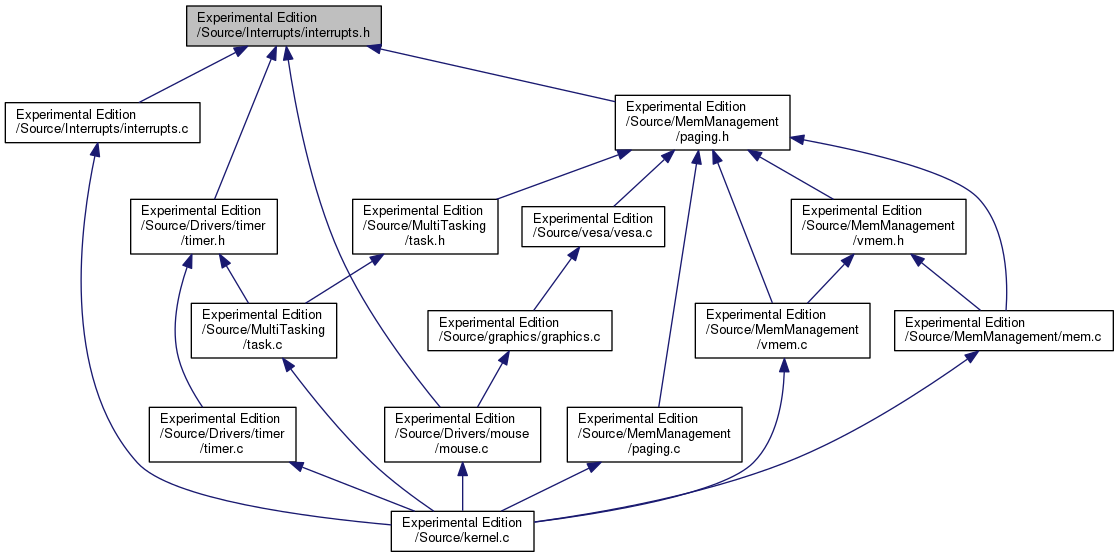 Experimental Edition
/Source/Interrupts/interrupts.h
Experimental Edition
/Source/Interrupts/interrupts.c
Experimental Edition
/Source/MemManagement
/paging.h
Experimental Edition
/Source/Drivers/timer
/timer.h
Experimental Edition
/Source/MultiTasking
/task.h
Experimental Edition
/Source/vesa/vesa.c
Experimental Edition
/Source/MemManagement
/vmem.h
Experimental Edition
/Source/MultiTasking
/task.c
Experimental Edition
/Source/graphics/graphics.c
Experimental Edition
/Source/MemManagement
/vmem.c
Experimental Edition
/Source/MemManagement/mem.c
Experimental Edition
/Source/Drivers/timer
/timer.c
Experimental Edition
/Source/Drivers/mouse
/mouse.c
Experimental Edition
/Source/MemManagement
/paging.c
Experimental Edition
/Source/kernel.c